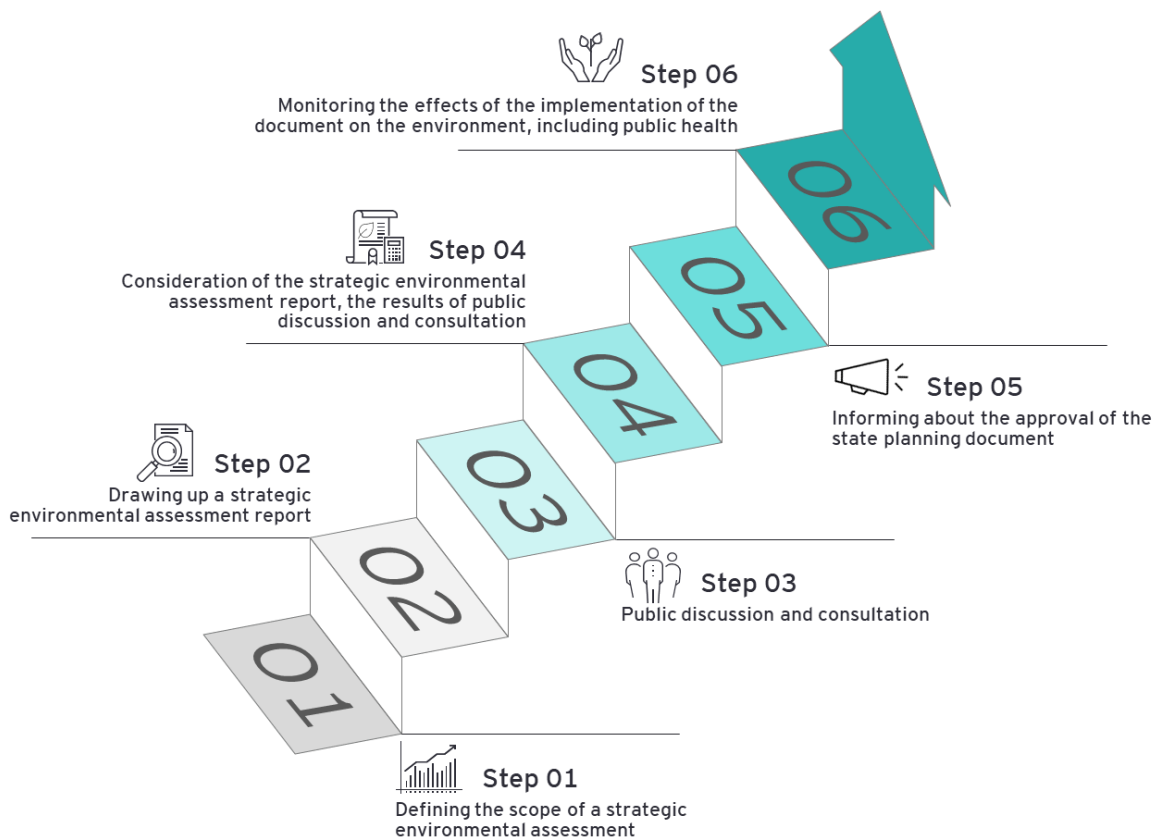 Step 06
Monitoring the effects of the implementation of the
document on the environment, including public health
06
Step 04
Consideration of the strategic environmental
assessment report, the results of public
discussion and consultation
05
Step 05
Informing about the approval of the
state planning document
04
Step 02
Drawing up a strategic
environmental assessment report
03
Step 03
Public discussion and consultation
02
01
Step 01
Defining the scope of a strategic
environmental assessment